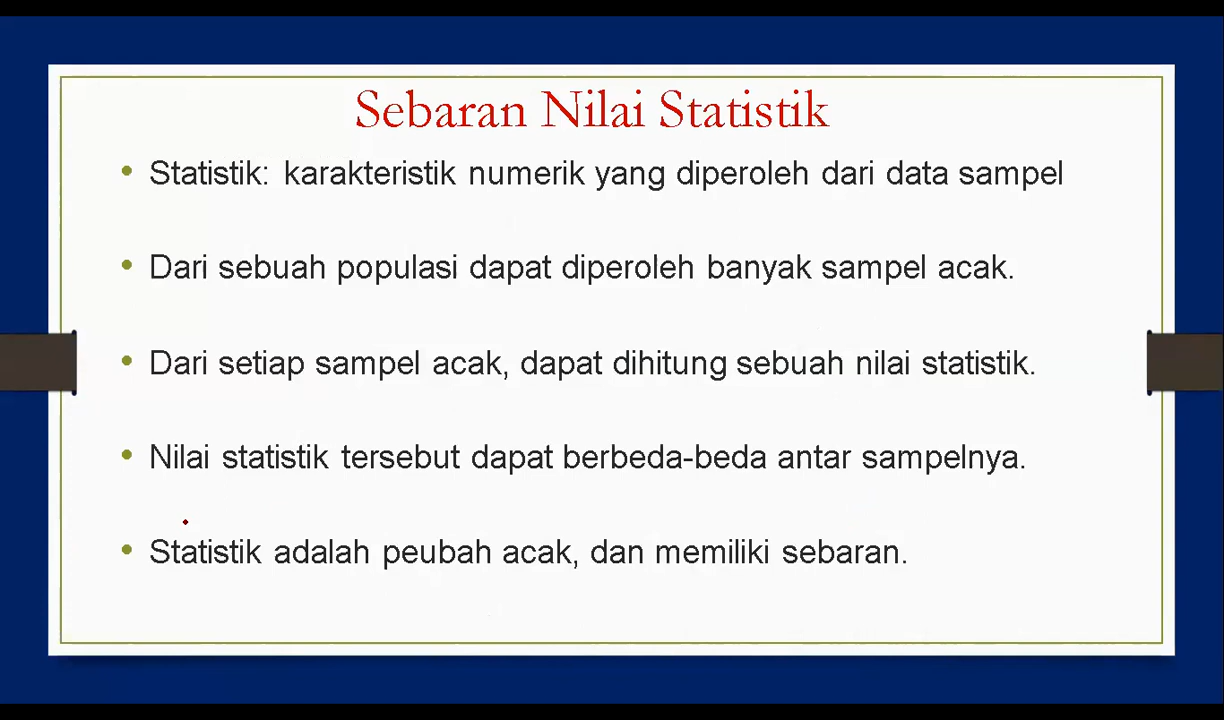 Sebaran Nilai Statistik
• Statistik: karakteristik numerik yang diperoleh dari data sampel
• Dari sebuah populasi dapat diperoleh banyak sampel acak.
• Dari setiap sampel acak, dapat dihitung sebuah nilai statistik.
• Nilai statistik tersebut dapat berbeda-beda antar sampelnya.
• Statistik adalah peubah acak, dan memiliki sebaran.